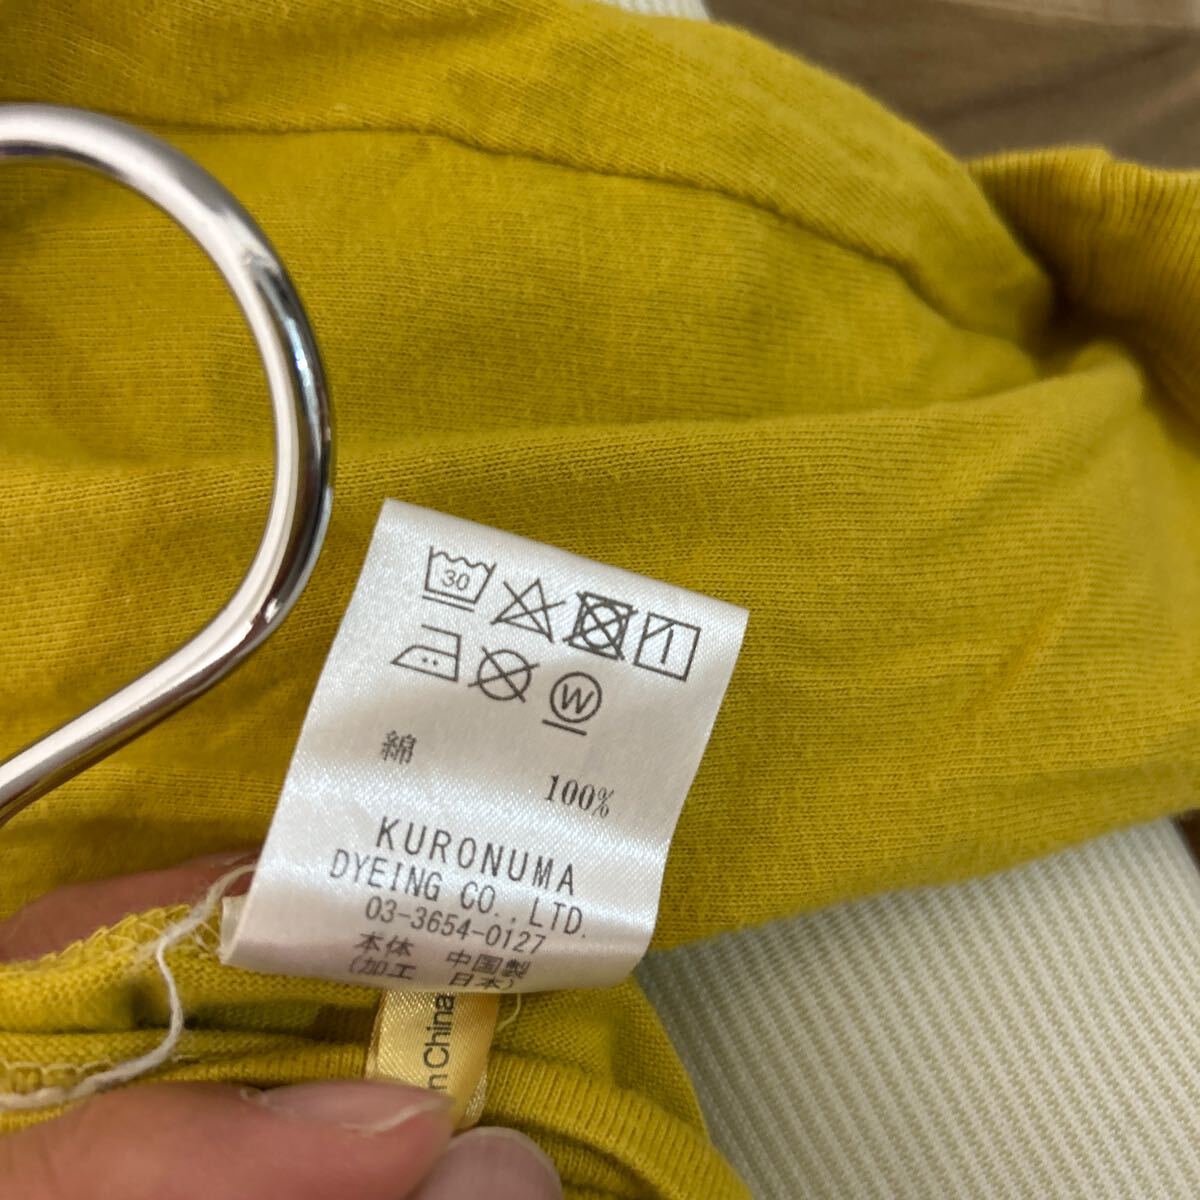 30
W
綿 100%
KURONUMA
DYEING CO.,LTD.
03-3654-0127
本体 中国製
(加工 日本)
n China